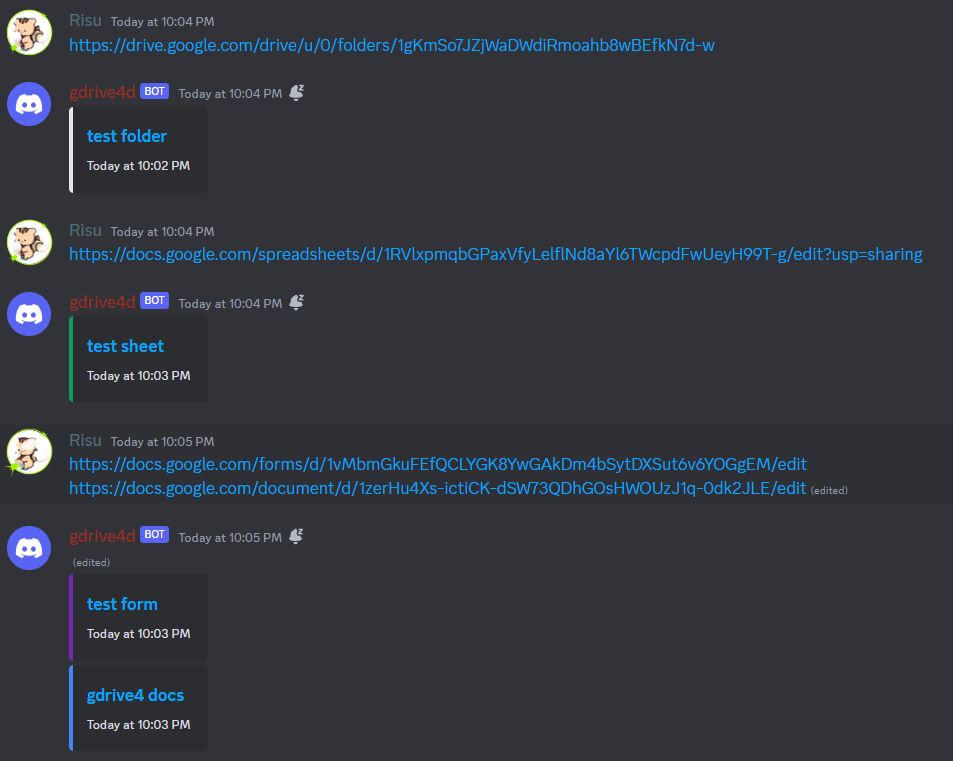 Risu Today at 10:04 PM
https://drive.google.com/drive/u/0/folders/1gKmSo7JZjWaDWdiRmoahb8wBEfkN7d-w
gdrive4d BOT Today at 10:04 PM
test folder
Today at 10:02 PM
Risu Today at 10:04 PM
https://docs.google.com/spreadsheets/d/1RVlxpmqbGPaxVfyLelflNd8aYl6TWcpdFwUeyH99T-g/edit?usp=sharing
gdrive4d BOT Today at 10:04 PM
test sheet
Today at 10:03 PM
Risu Today at 10:05 PM
https://docs.google.com/forms/d/1vMbmGkuFEfQCLYGK8YwGAkDm4bSytDXSut6v6YOGgEM/edit
https://docs.google.com/document/d/1zerHu4Xs-ictiCK-dSW73QDhGOsHWOUzJ1q-0dk2JLE/edit (edited)
gdrive4d BOT Today at 10:05 PM
(edited)
test form
Today at 10:03 PM
gdrive4 docs
Today at 10:03 PM